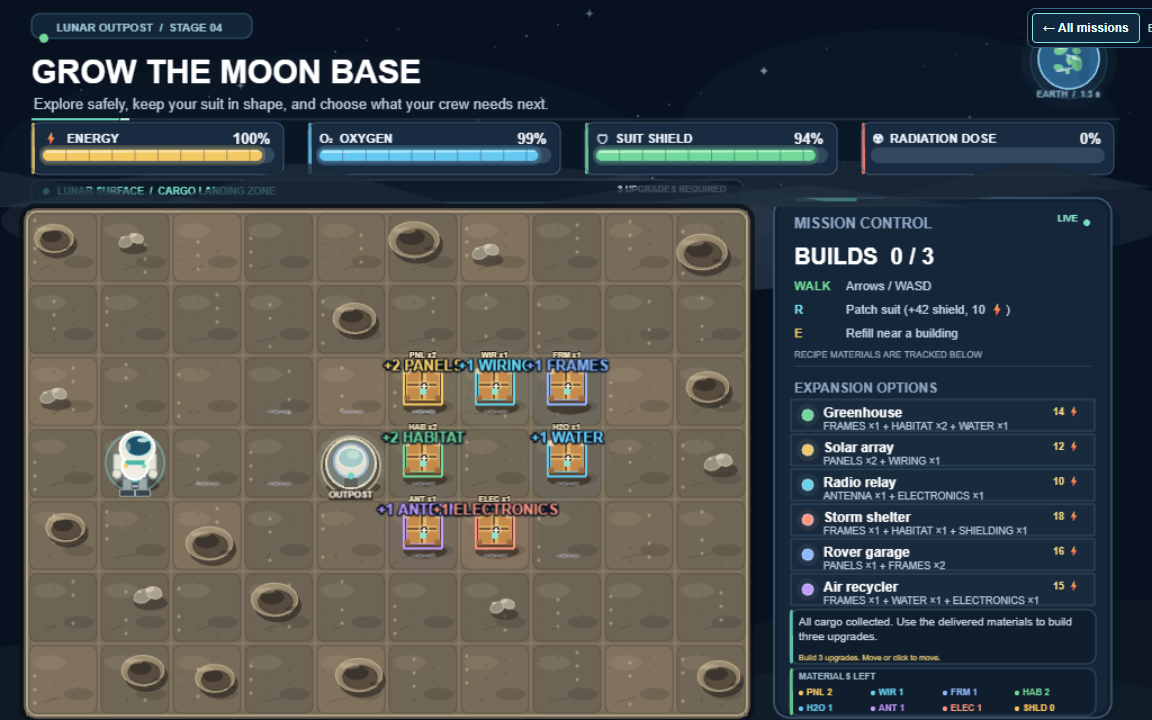 LUNAR OUTPOST / STAGE 04
← All missions
GROW THE MOON BASE
Explore safely, keep your suit in shape, and choose what your crew needs next.
EARTH / 1.3 s
ENERGY 100%
O₂ OXYGEN 99%
SUIT SHIELD 94%
RADIATION DOSE 0%
LUNAR SURFACE / CARGO LANDING ZONE
3 UPGRADES REQUIRED
PNL x2
WIR x1
FRM x1
+2 PANELS
+1 WIRING
+1 FRAMES
HAB x2
H2O x1
+2 HABITAT
+1 WATER
OUTPOST
ANT x1
ELEC x1
+1 ELECTRONICS
MISSION CONTROL
LIVE
BUILDS 0 / 3
WALK Arrows / WASD
R Patch suit (+42 shield, 10 ⚡ )
E Refill near a building
RECIPE MATERIALS ARE TRACKED BELOW
EXPANSION OPTIONS
Greenhouse 14 ⚡
FRAMES ×1 + HABITAT ×2 + WATER ×1
Solar array 12 ⚡
PANELS ×2 + WIRING ×1
Radio relay 10 ⚡
ANTENNA ×1 + ELECTRONICS ×1
Storm shelter 18 ⚡
FRAMES ×1 + HABITAT ×1 + SHIELDING ×1
Rover garage 16 ⚡
PANELS ×1 + FRAMES ×2
Air recycler 15 ⚡
FRAMES ×1 + WATER ×1 + ELECTRONICS ×1
All cargo collected. Use the delivered materials to build
three upgrades.
Build 3 upgrades. Move or click to move.
MATERIALS LEFT
PNL 2 WIR 1 FRM 1 HAB 2
H2O 1 ANT 1 ELEC 1 SHLD 0